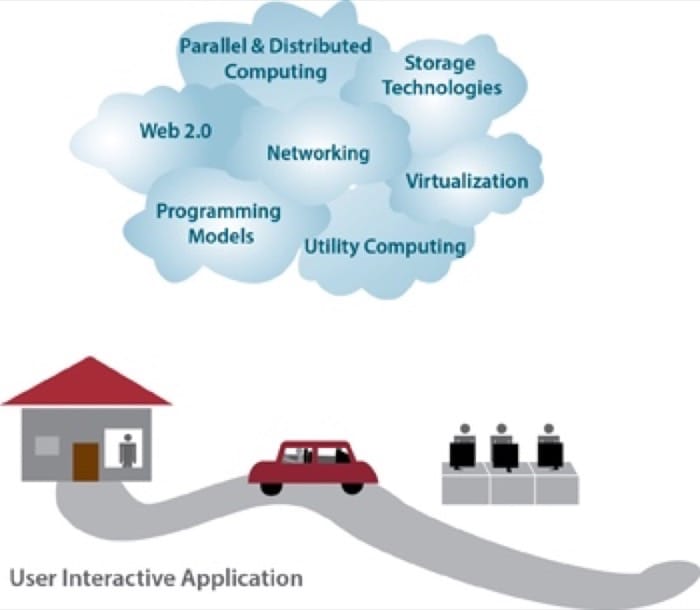 Parallel & Distributed
Computing
Storage
Technologies
Web 2.0
Networking
Virtualization
Programming
Models
Utility Computing
User Interactive Application